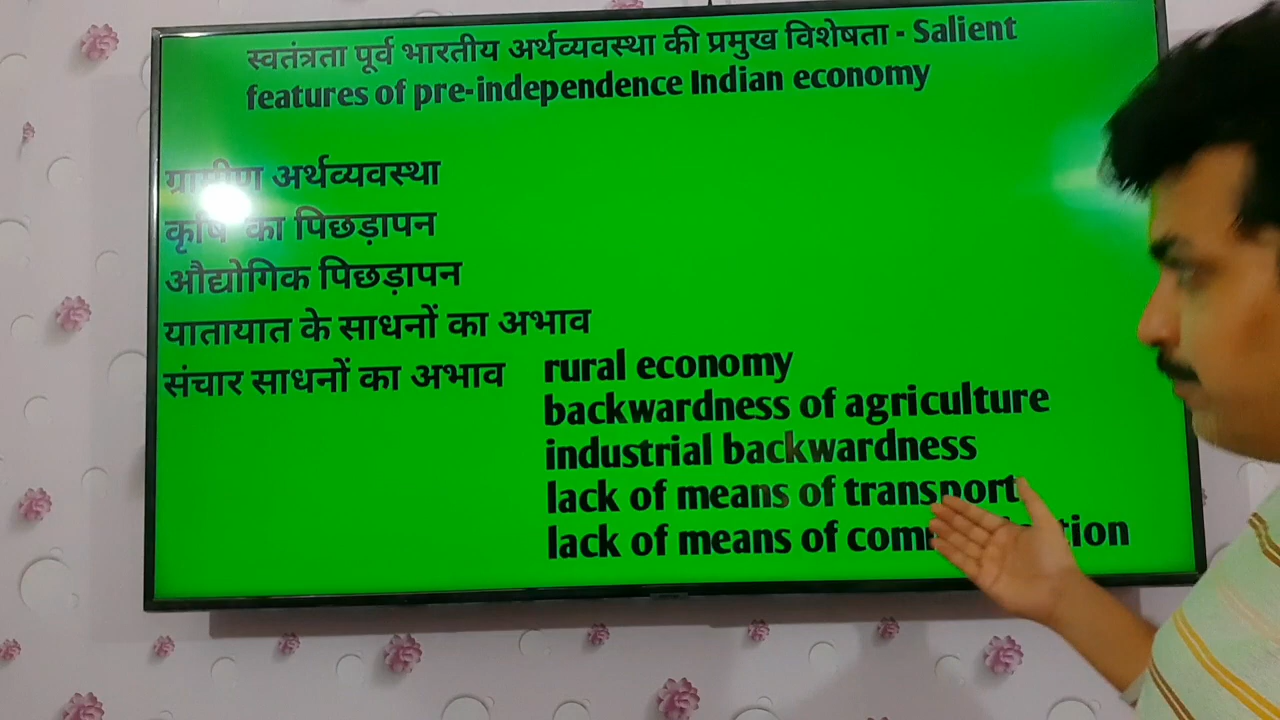 स्वतंत्रता पूर्व भारतीय अर्थव्यवस्था की प्रमुख विशेषता - Salient
features of pre-independence Indian economy
ग्रामीण अर्थव्यवस्था
कृषि का पिछड़ापन
औद्योगिक पिछड़ापन
यातायात के साधनों का अभाव
संचार साधनों का अभाव
rural economy
backwardness of agriculture
industrial backwardness
lack of means of transport
lack of means of